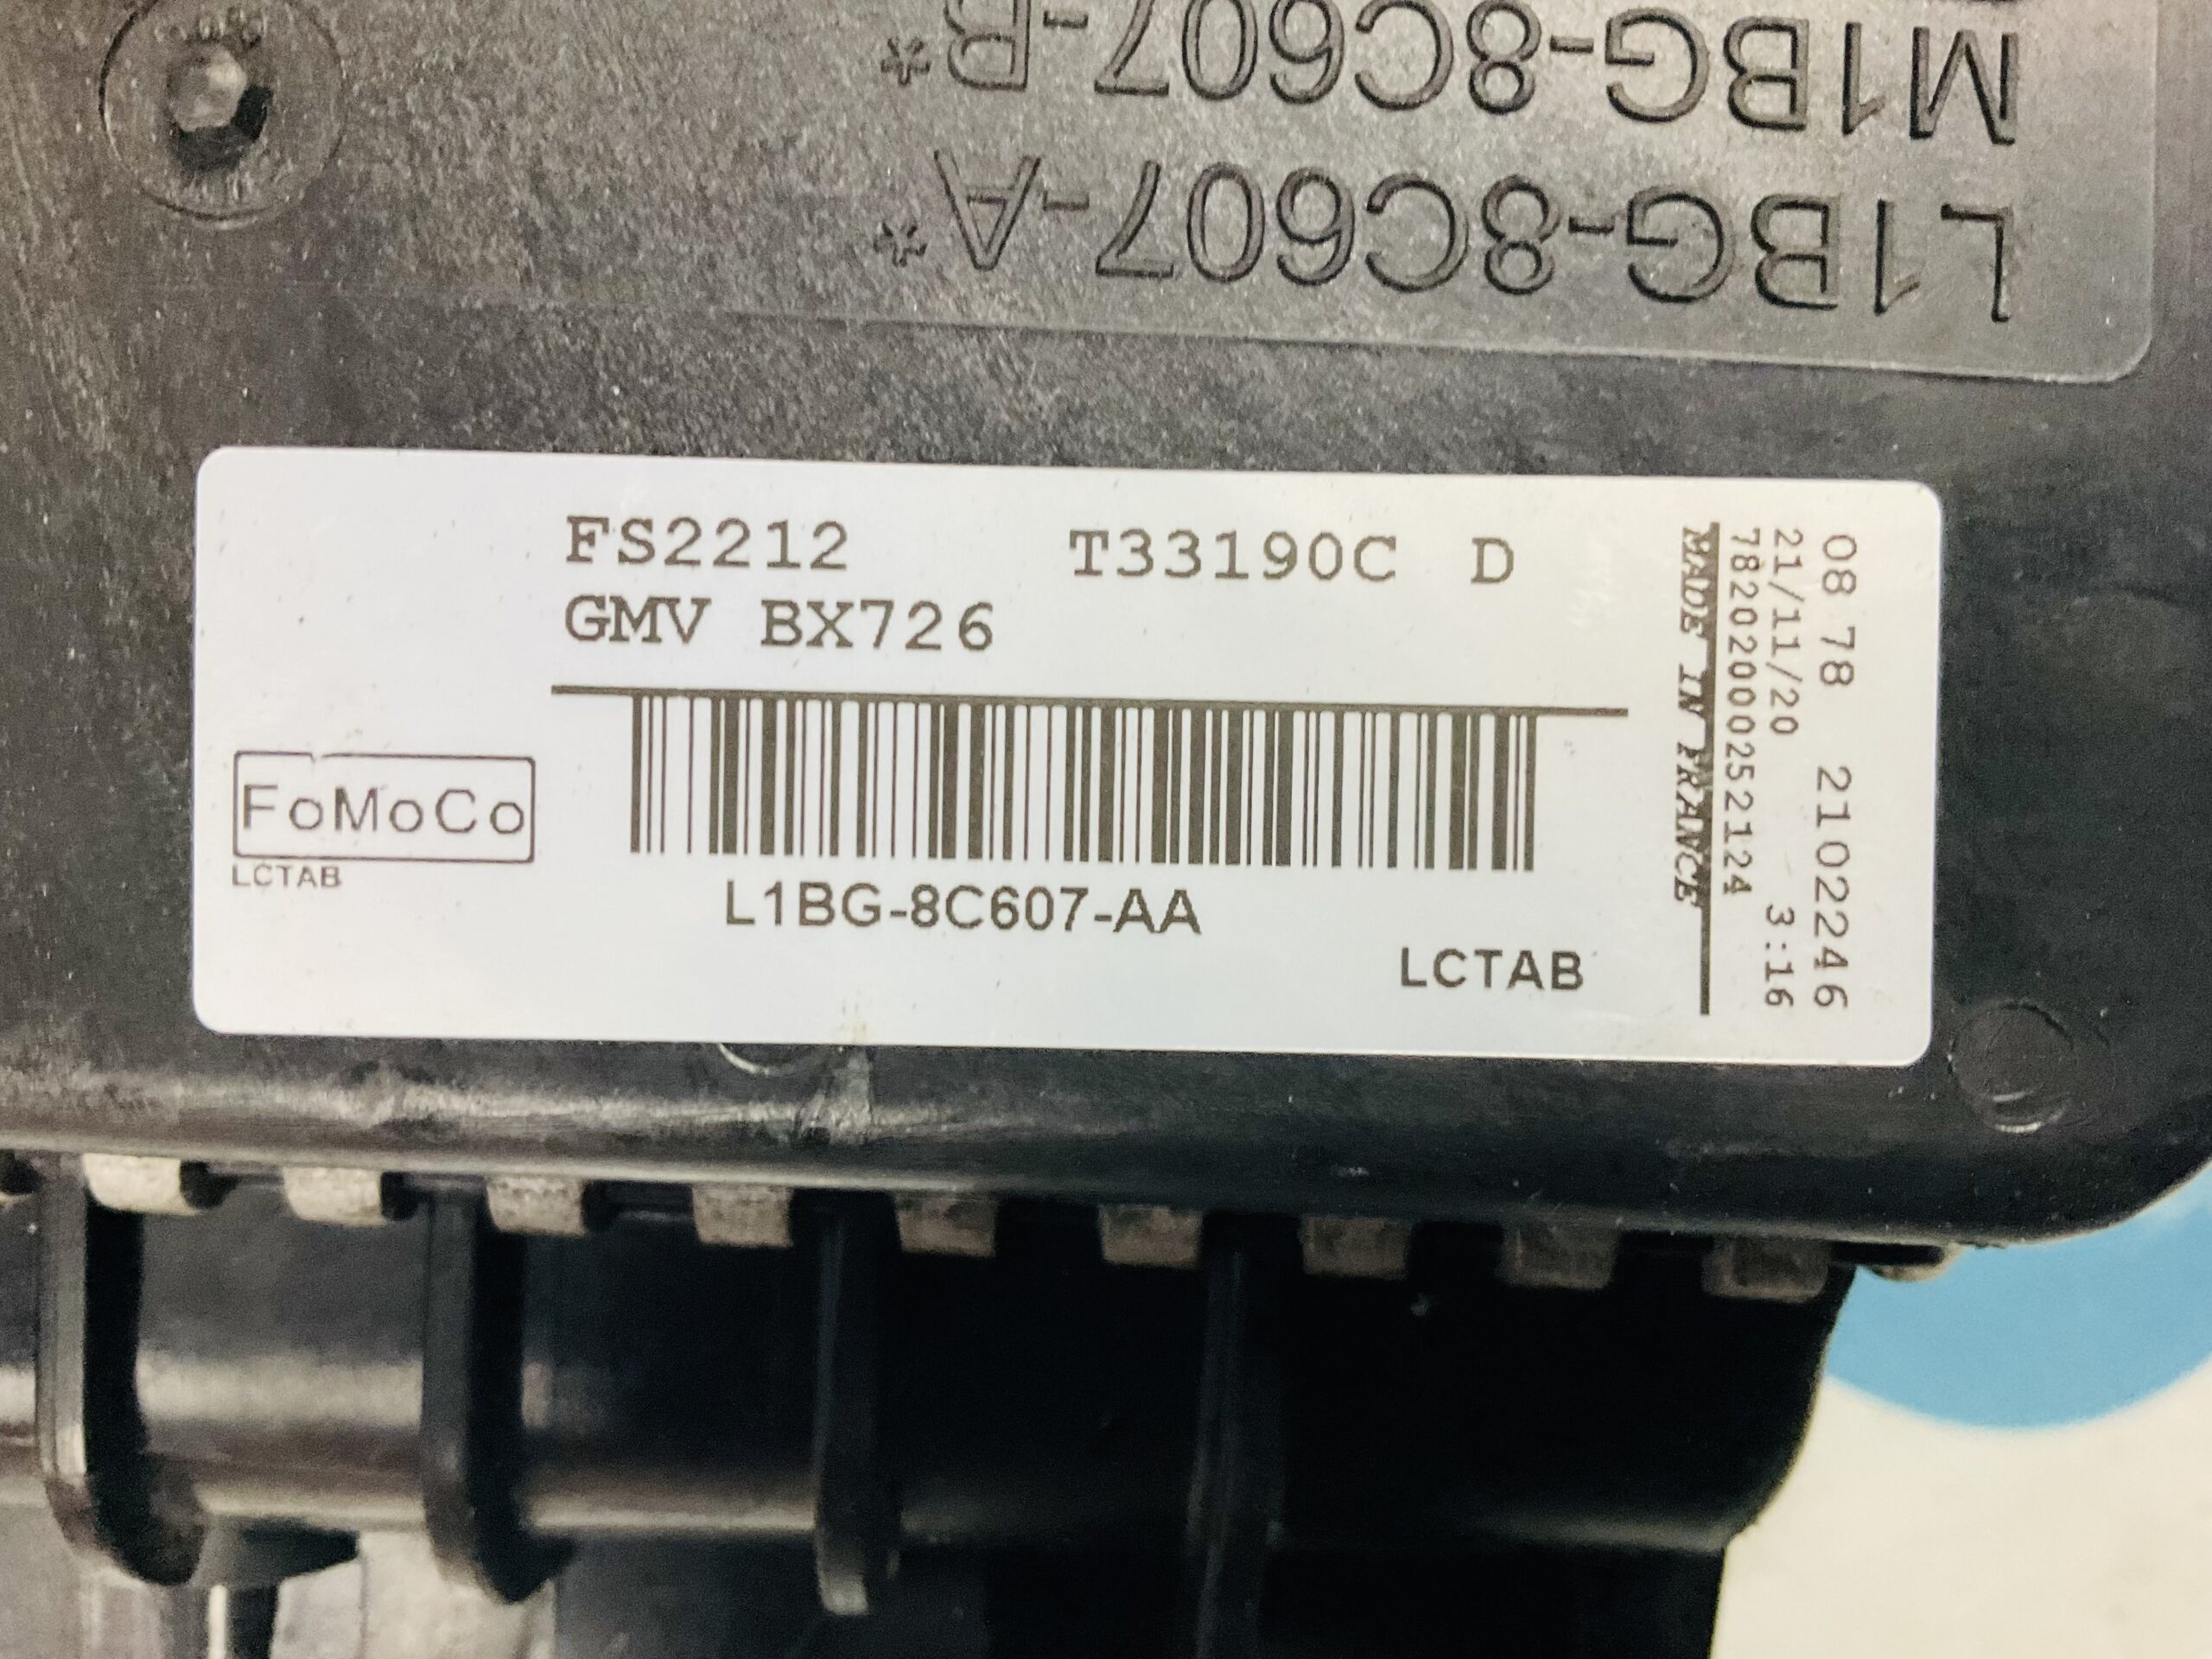 M1BG-8C607-B*
L1BG-8C607-A*
FS2212 T33190C D
GMV BX726
FoMoCo
LCTAB
L1BG-8C607-AA
LCTAB
08 78 2102246
21/11/20 3:16
7820202000252124
MADE IN FRANCE